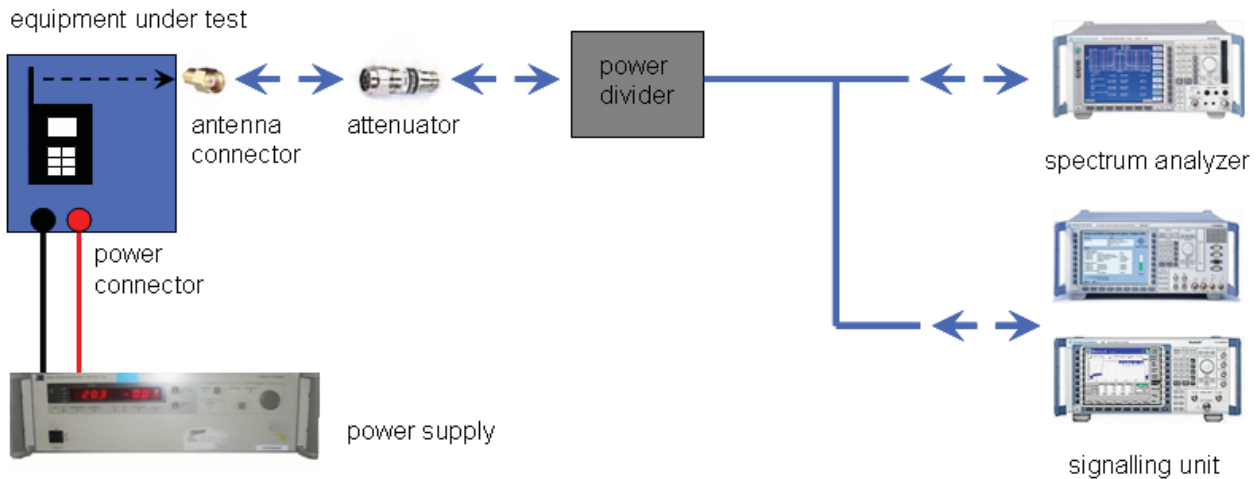 equipment under test
power
divider
antenna
connector
attenuator
spectrum analyzer
power
connector
power supply
signalling unit